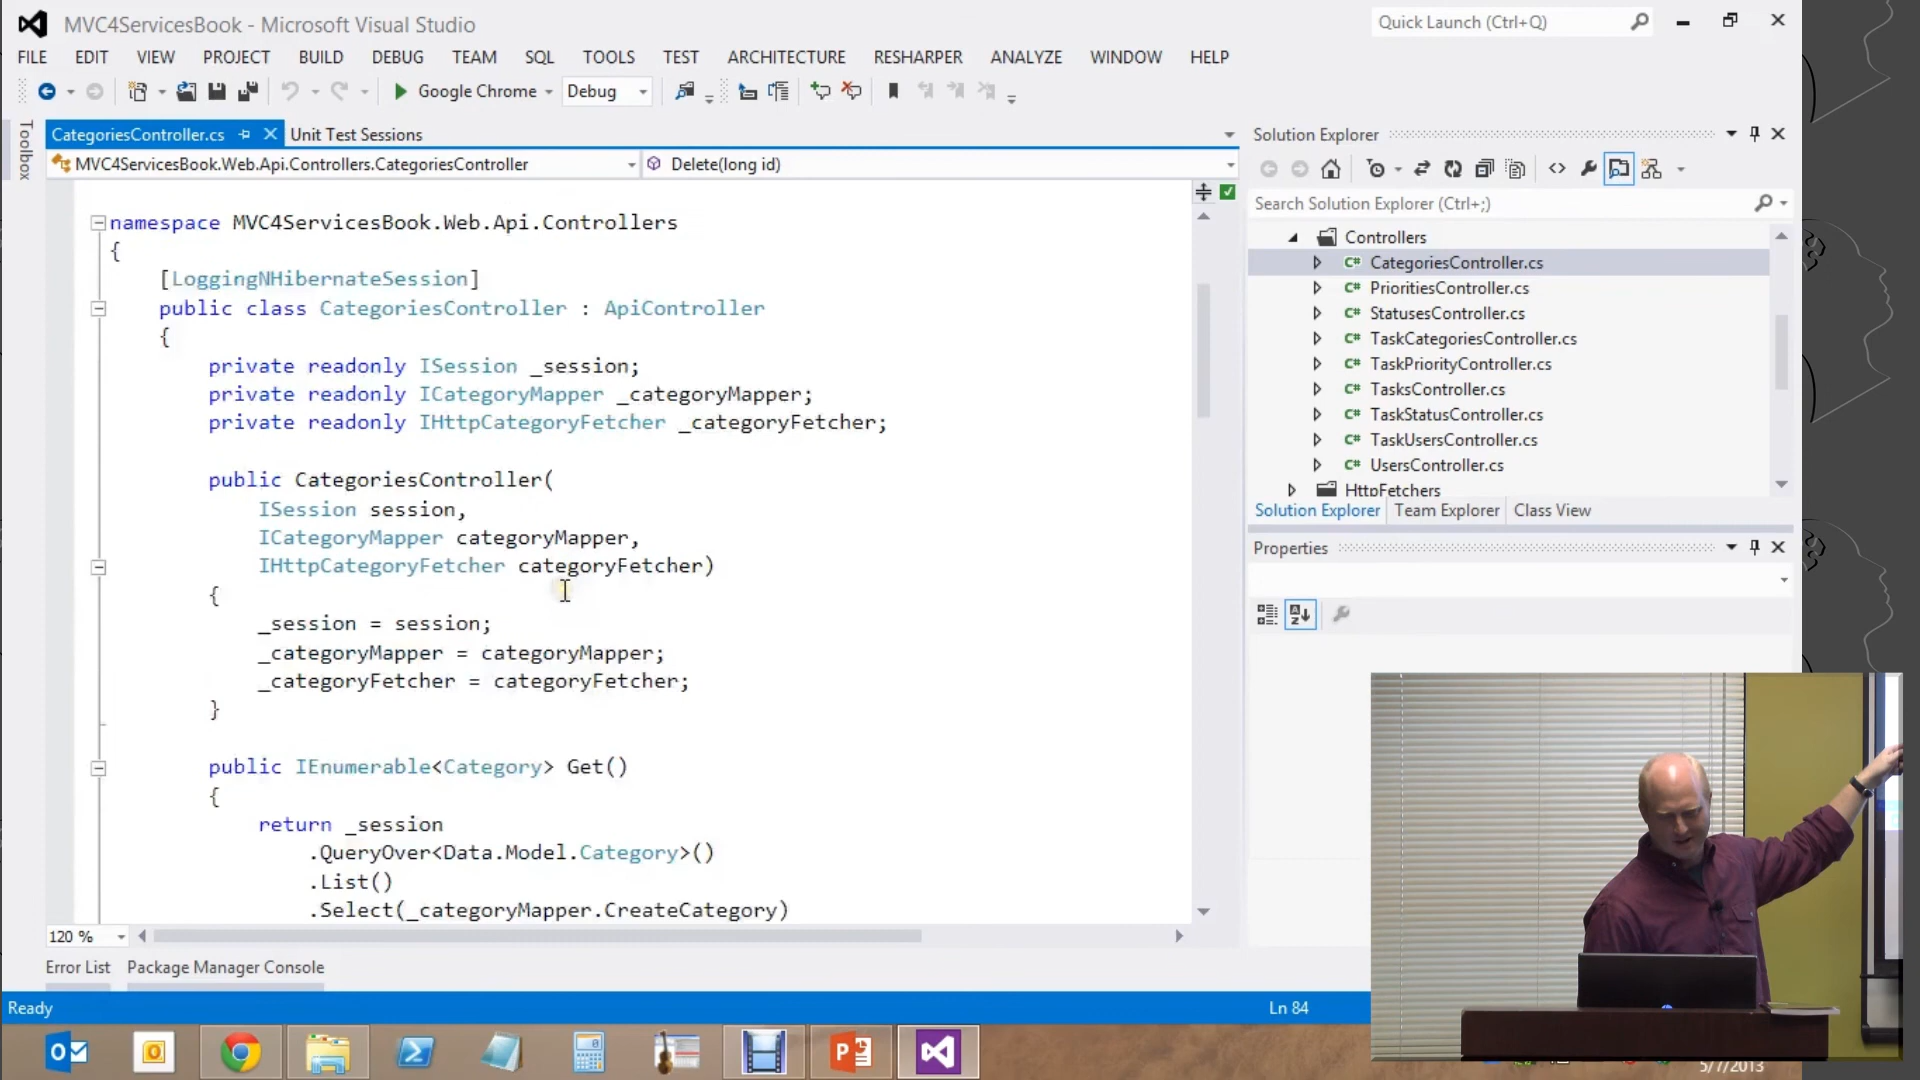 MVC4ServicesBook - Microsoft Visual Studio
Quick Launch (Ctrl+Q)
FILE EDIT VIEW PROJECT BUILD DEBUG TEAM SQL TOOLS TEST ARCHITECTURE RESHARPER ANALYZE WINDOW HELP
Google Chrome Debug
Toolbox
CategoriesController.cs Unit Test Sessions
MVC4ServicesBook.Web.Api.Controllers.CategoriesController Delete(long id)
namespace MVC4ServicesBook.Web.Api.Controllers
{
[LoggingNHibernateSession]
public class CategoriesController : ApiController
{
private readonly ISession _session;
private readonly ICategoryMapper _categoryMapper;
private readonly IHttpCategoryFetcher _categoryFetcher;
public CategoriesController(
ISession session,
ICategoryMapper categoryMapper,
IHttpCategoryFetcher categoryFetcher)
{
_session = session;
_categoryMapper = categoryMapper;
_categoryFetcher = categoryFetcher;
}
public IEnumerable<Category> Get()
{
return _session
.QueryOver<Data.Model.Category>()
.List()
.Select(_categoryMapper.CreateCategory)
120 %
Error List Package Manager Console
Ready Ln 84
Solution Explorer
Search Solution Explorer (Ctrl+;)
Controllers
C# CategoriesController.cs
C# PrioritiesController.cs
C# StatusesController.cs
C# TaskCategoriesController.cs
C# TaskPriorityController.cs
C# TasksController.cs
C# TaskStatusController.cs
C# TaskUsersController.cs
C# UsersController.cs
HttpFetchers
Solution Explorer Team Explorer Class View
Properties
5/7/2013